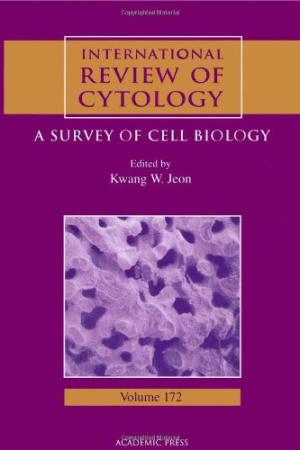 INTERNATIONAL
REVIEW OF
CYTOLOGY
A SURVEY OF CELL BIOLOGY
Edited by
Kwang W. Jeon
Volume 172
ACADEMIC PRESS